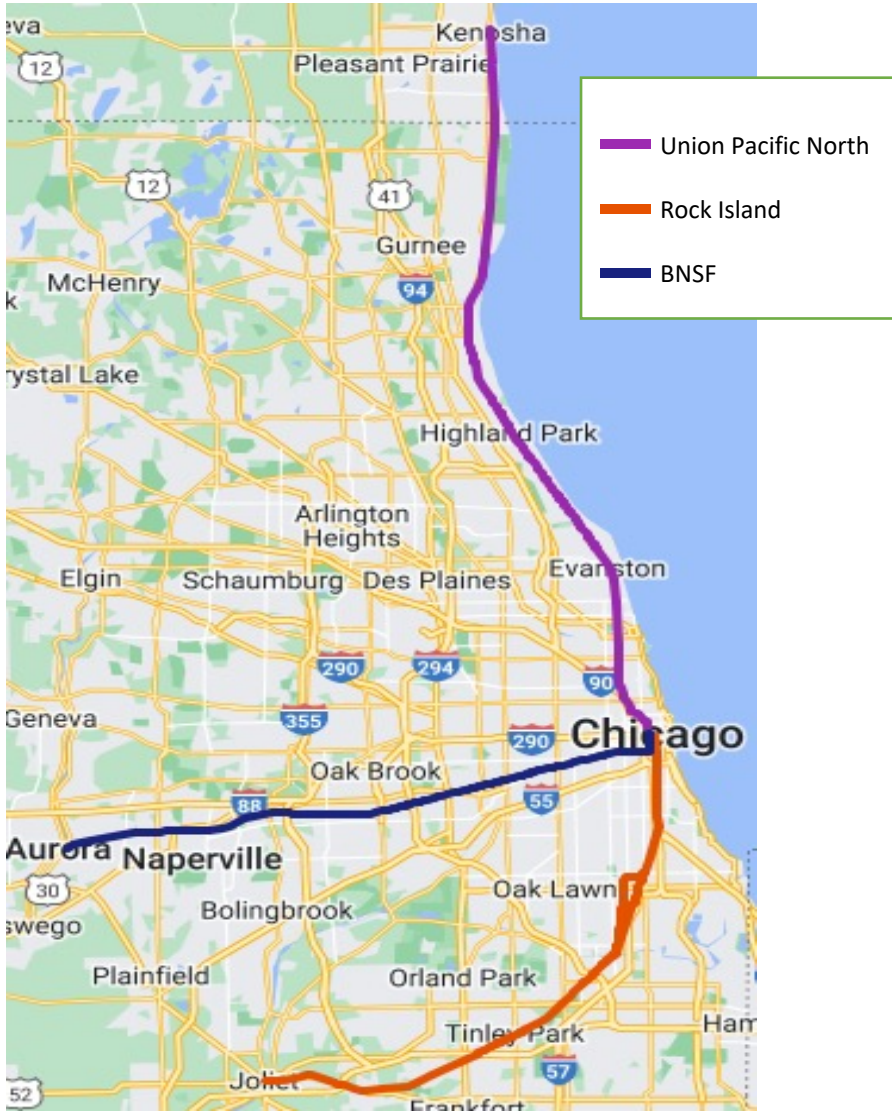 eva
Kenosha
12
Pleasant Prairie
Union Pacific North
12
41
Rock Island
Gurnee
McHenry
94
BNSF
k
rystal Lake
Highland Park
Arlington
Heights
Elgin
Schaumburg
Des Plaines
Evanston
290
294
90
Geneva
355
290
Chicago
Oak Brook
88
55
Aurora
Naperville
30
Oak Lawn
swego
Bolingbrook
Plainfield
Orland Park
Tinley Park
Ham
Joliet
57
52
Frankfort